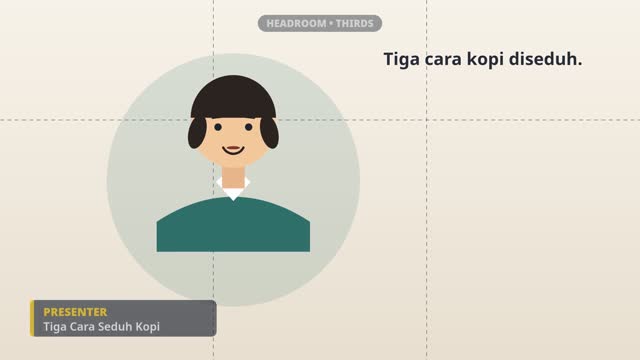 HEADROOM • THIRDS
Tiga cara kopi diseduh.
PRESENTER
Tiga Cara Seduh Kopi